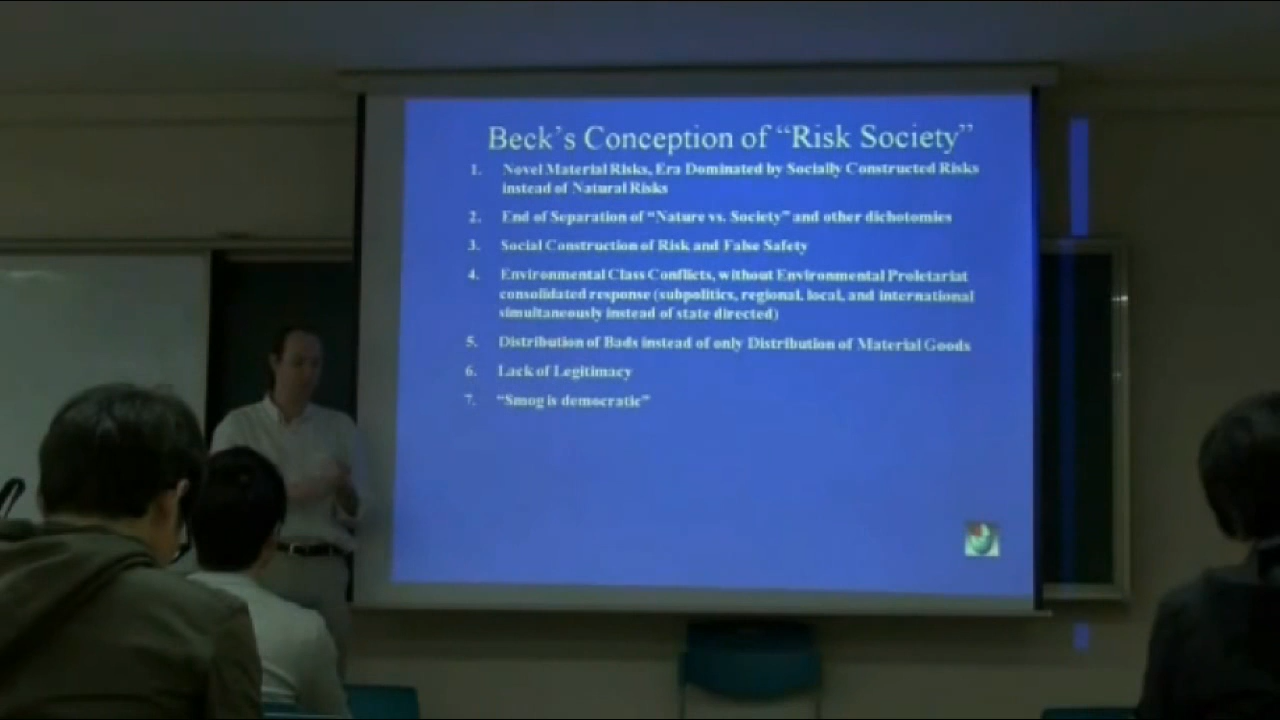 Beck's Conception of “Risk Society”
1. Novel Material Risks, Era Dominated by Socially Constructed Risks
instead of Natural Risks
2. End of Separation of “Nature vs. Society” and other dichotomies
3. Social Construction of Risk and False Safety
4. Environmental Class Conflicts, without Environmental Proletariat
consolidated response (subpolitics, regional, local, and international
simultaneously instead of state directed)
5. Distribution of Bads instead of only Distribution of Material Goods
6. Lack of Legitimacy
7. “Smog is democratic”